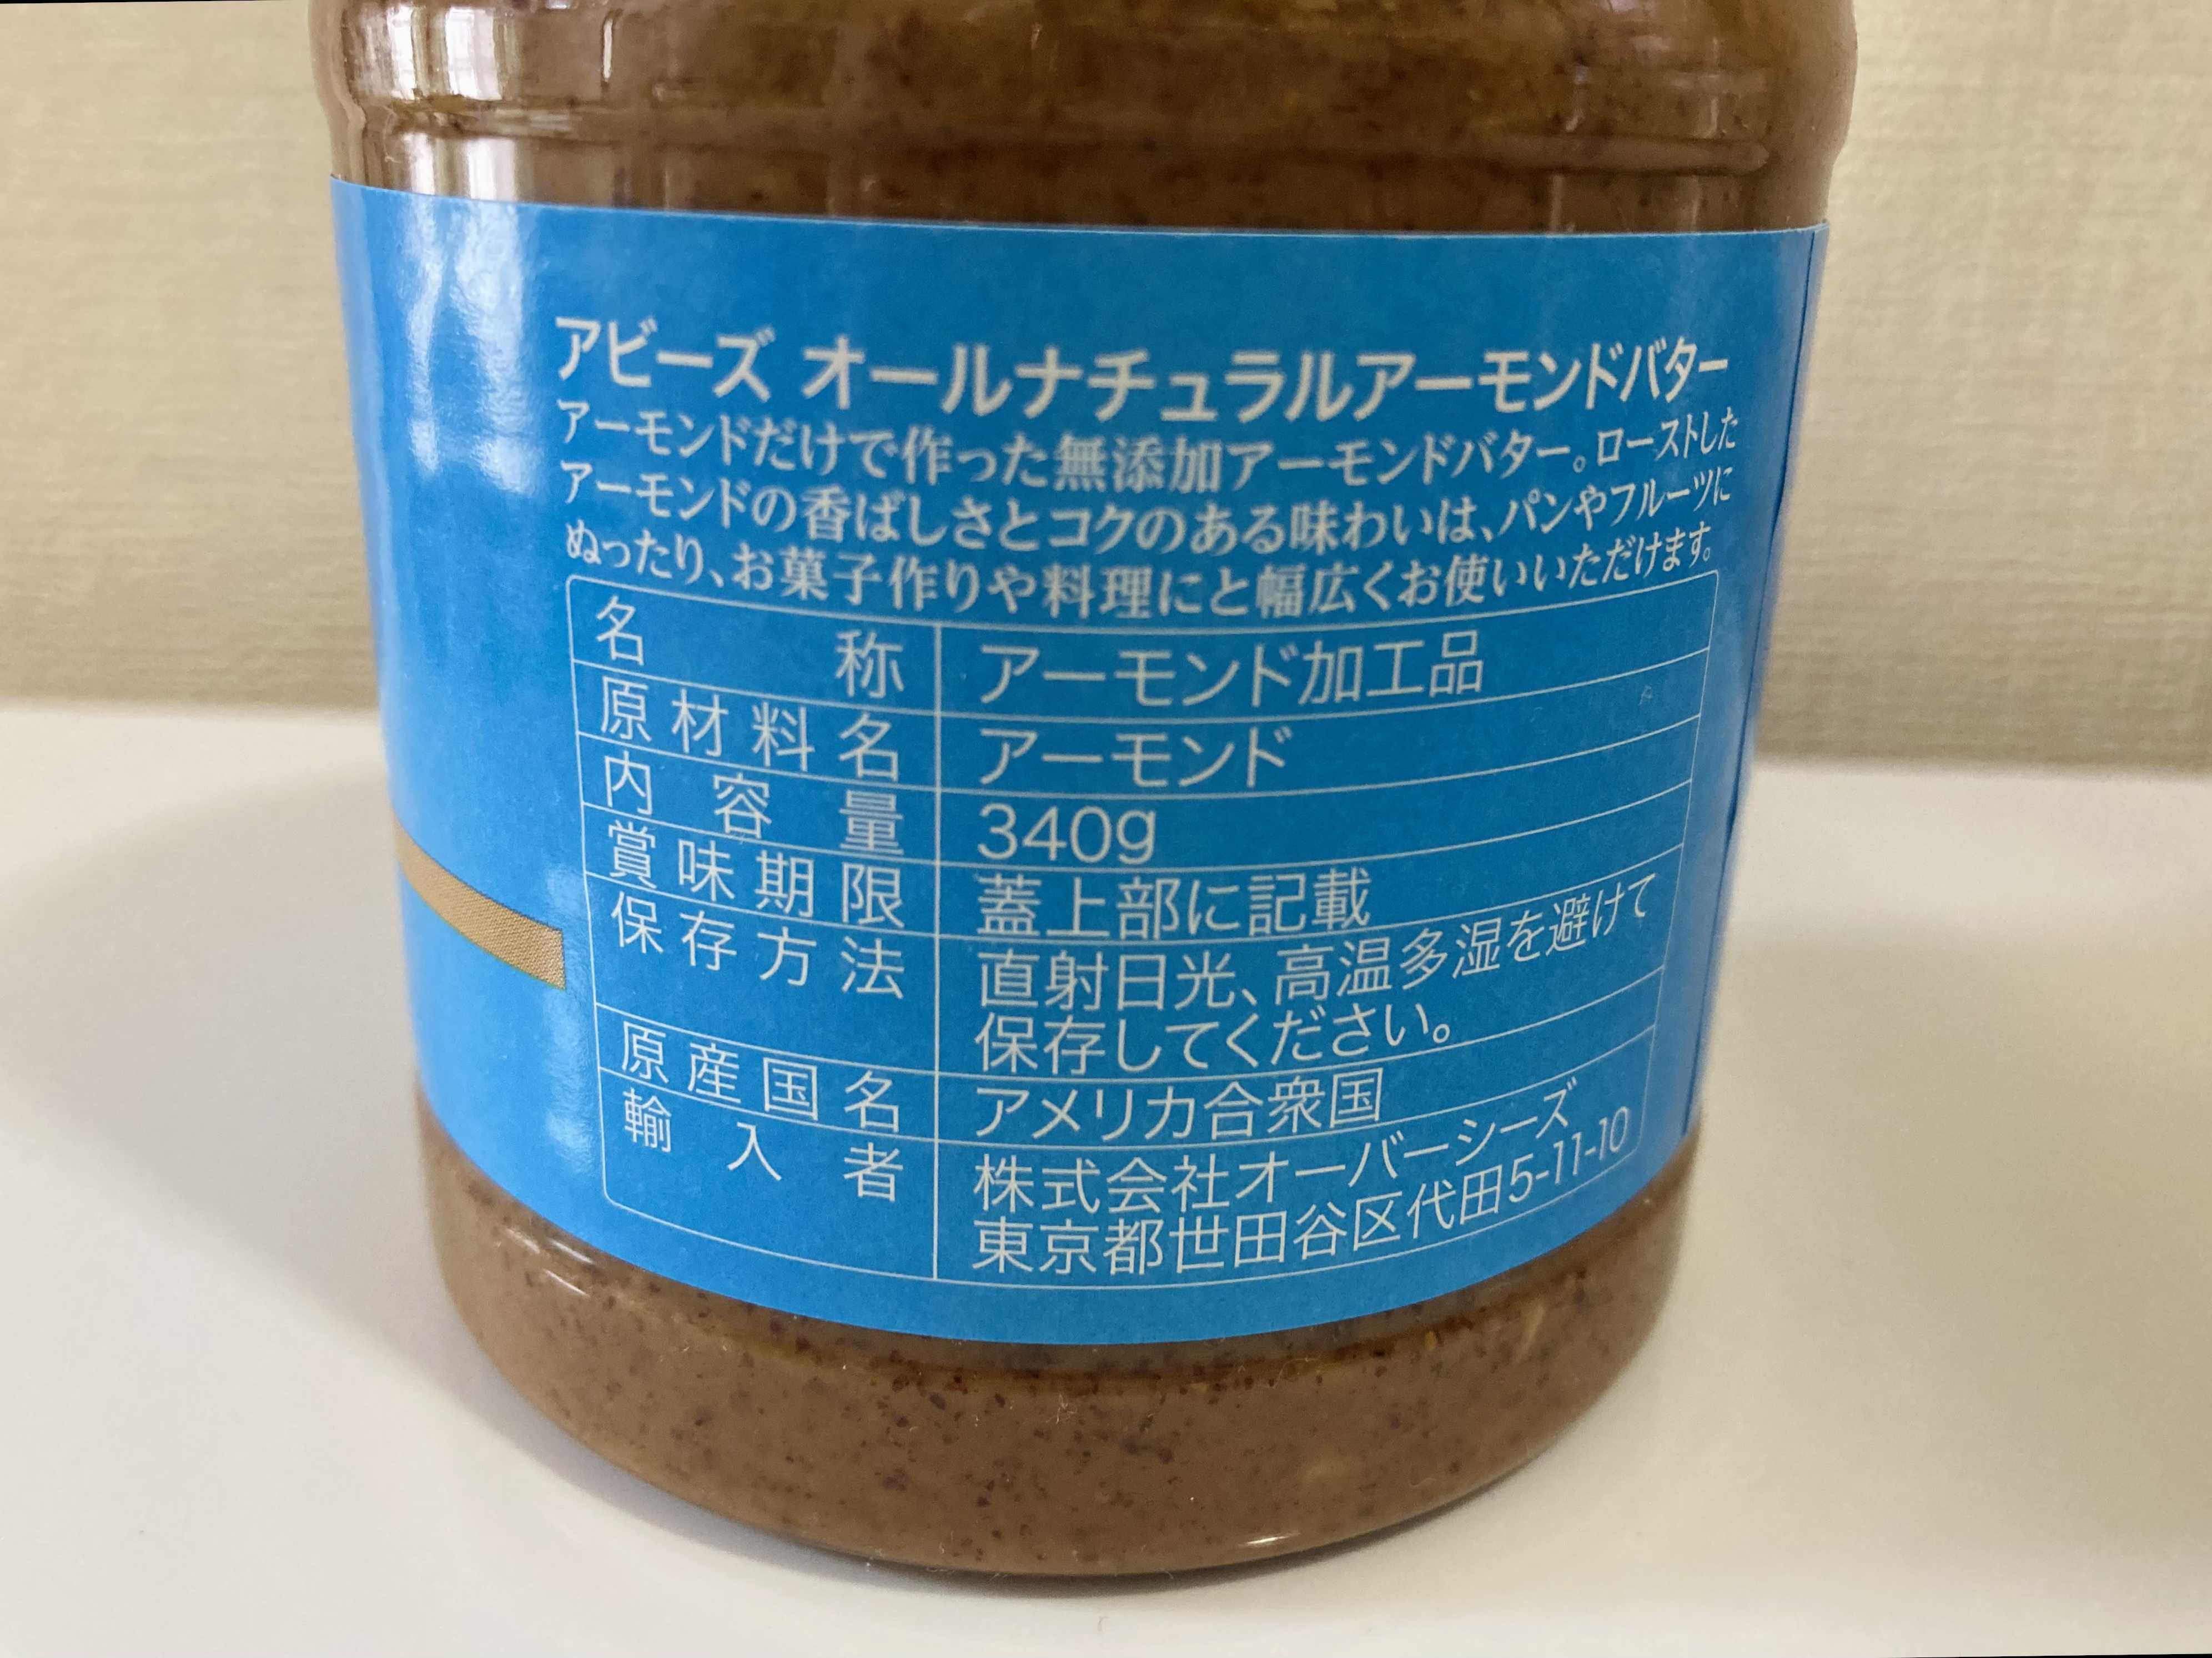 アビーズ オールナチュラルアーモンドバター
アーモンドだけで作った無添加アーモンドバター。ローストした
アーモンドの香ばしさとコクのある味わいは、パンやフルーツに
ぬったり、お菓子作りや料理にと幅広くお使いいただけます。
名称 アーモンド加工品
原材料名 アーモンド
内容量 340g
賞味期限 蓋上部に記載
保存方法 直射日光、高温多湿を避けて
保存してください。
原産国名 アメリカ合衆国
輸入者 株式会社オーバーシーズ
東京都世田谷区代田5-11-10